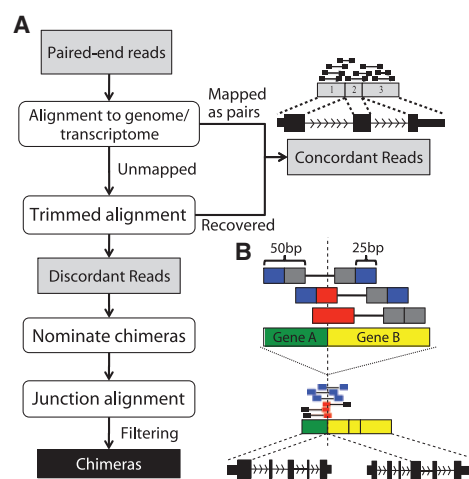 A
Paired-end reads
Alignment to genome/
transcriptome
Mapped
as pairs
1 2 3
Concordant Reads
Unmapped
Trimmed alignment
Recovered
Discordant Reads
Nominate chimeras
Junction alignment
Filtering
Chimeras
B
50bp 25bp
Gene A Gene B